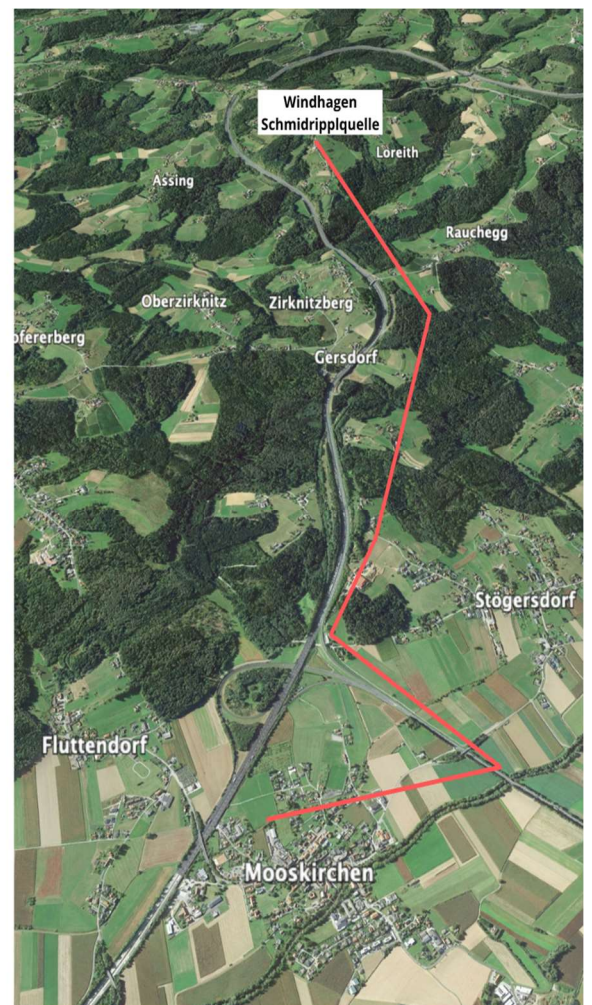 Windhagen
Schmidripplquelle
Loreith
Assing
Rauchegg
Oberzirknitz
Zirknitzberg
ofererberg
Gersdorf
Stögersdorf
Fluttendorf
Mooskirchen